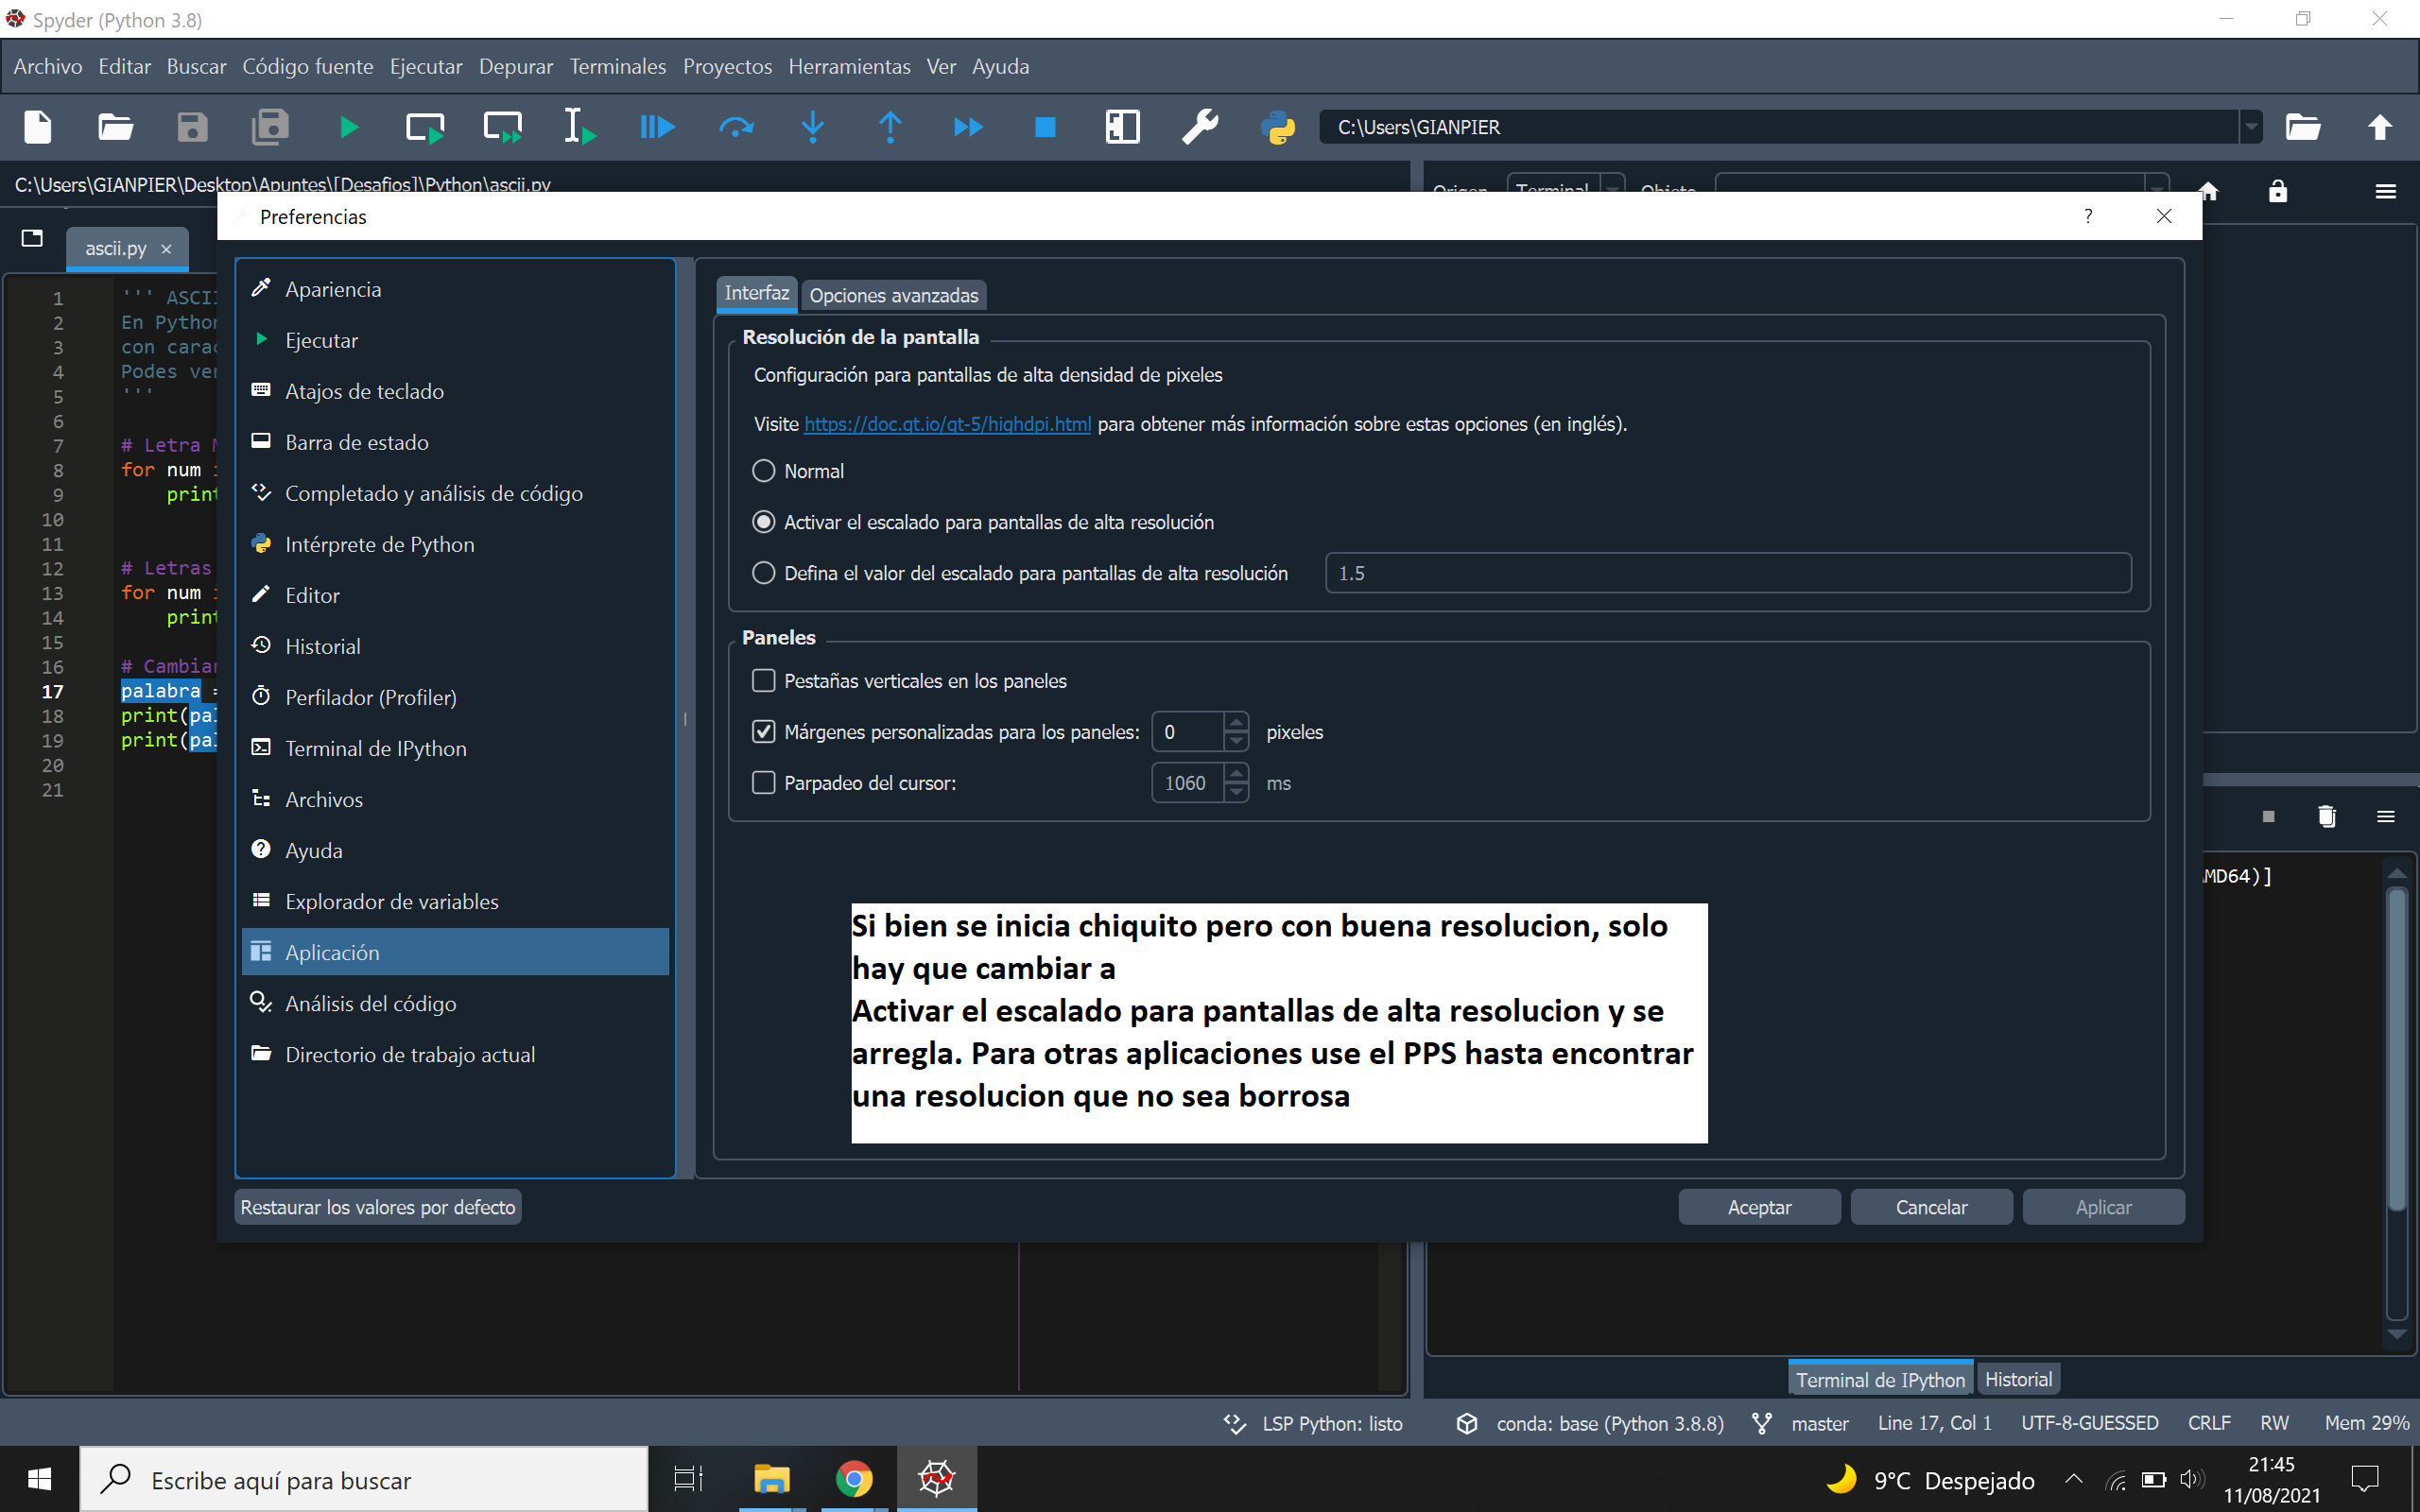 Spyder (Python 3.8)
Archivo Editar Buscar Código fuente Ejecutar Depurar Terminales Proyectos Herramientas Ver Ayuda
C:\Users\GIANPIER
C:\Users\GIANPIER\Desktop\Apuntes\[Desafios]\Python\ascii.py
Origen Terminal Objeto
Preferencias
?
ascii.py
1 ''' ASCII
2 En Python
3 con carac
4 Podes ver
5 '''
6
7 # Letra M
8 for num i
9 print
10
11
12 # Letras
13 for num i
14 print
15
16 # Cambiar
17 palabra =
18 print(pal
19 print(pal
20
21
Apariencia
Ejecutar
Atajos de teclado
Barra de estado
Completado y análisis de código
Intérprete de Python
Editor
Historial
Perfilador (Profiler)
Terminal de IPython
Archivos
Ayuda
Explorador de variables
Aplicación
Análisis del código
Directorio de trabajo actual
Interfaz Opciones avanzadas
Resolución de la pantalla
Configuración para pantallas de alta densidad de pixeles
Visite https://doc.qt.io/qt-5/highdpi.html para obtener más información sobre estas opciones (en inglés).
Normal
Activar el escalado para pantallas de alta resolución
Defina el valor del escalado para pantallas de alta resolución 1.5
Paneles
Pestañas verticales en los paneles
Márgenes personalizadas para los paneles: 0 pixeles
Parpadeo del cursor: 1060 ms
MD64)]
Si bien se inicia chiquito pero con buena resolucion, solo
hay que cambiar a
Activar el escalado para pantallas de alta resolucion y se
arregla. Para otras aplicaciones use el PPS hasta encontrar
una resolucion que no sea borrosa
Restaurar los valores por defecto Aceptar Cancelar Aplicar
Terminal de IPython Historial
LSP Python: listo conda: base (Python 3.8.8) master Line 17, Col 1 UTF-8-GUESSED CRLF RW Mem 29%
Escribe aquí para buscar
9°C Despejado
21:45
11/08/2021